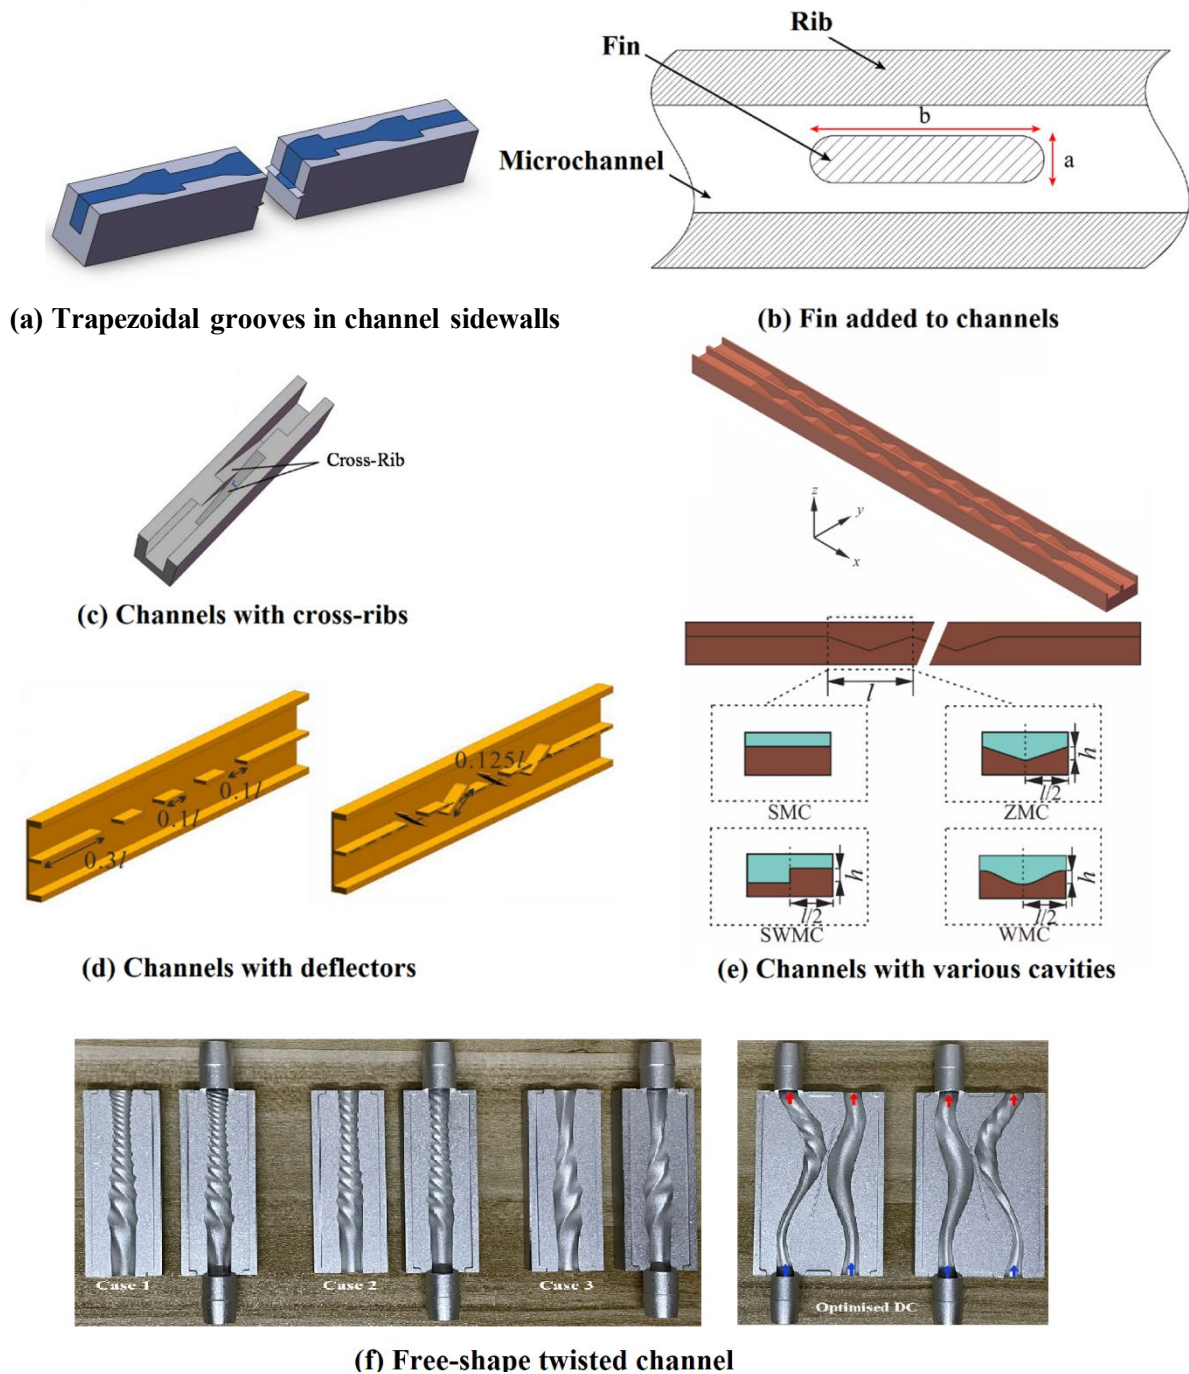 Rib
Fin
b
Microchannel
a
(a) Trapezoidal grooves in channel sidewalls
(b) Fin added to channels
Cross-Rib
z
y
x
(c) Channels with cross-ribs
l
0.125l
0.1l
0.1l
0.3l
h
l/2
SMC
ZMC
h
h
l/2
l/2
SWMC
WMC
(d) Channels with deflectors
(e) Channels with various cavities
Case 1
Case 2
Case 3
Optimised DC
(f) Free-shape twisted channel